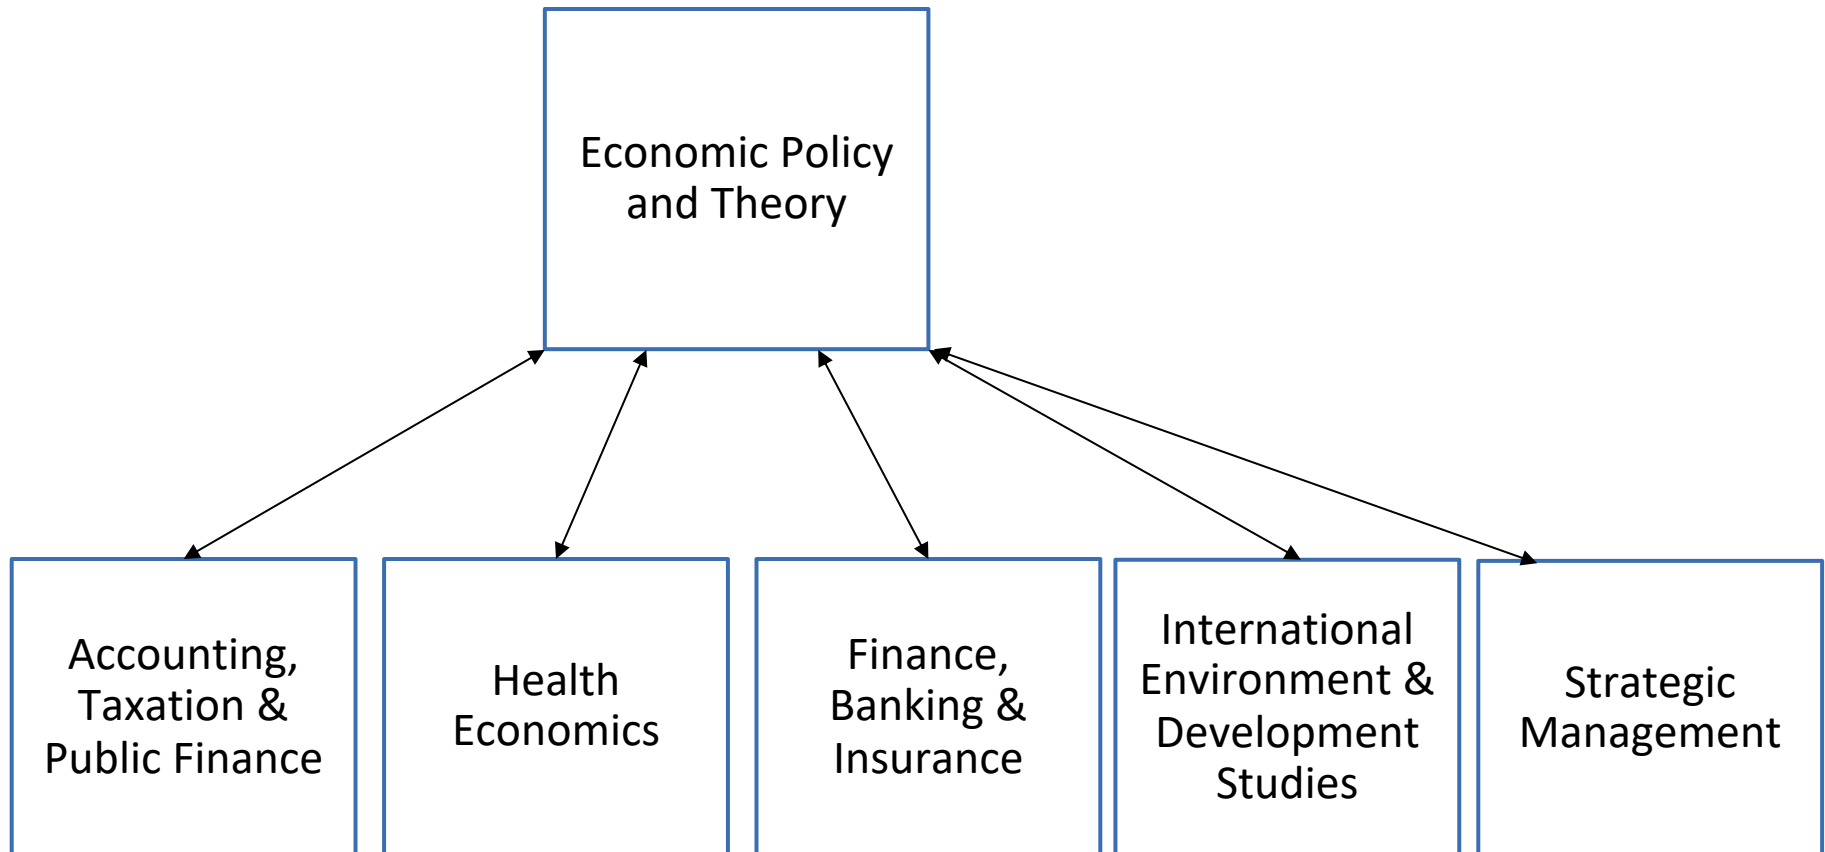 Economic Policy
and Theory
Accounting,
Taxation &
Public Finance
Health
Economics
Finance,
Banking &
Insurance
International
Environment &
Development
Studies
Strategic
Management